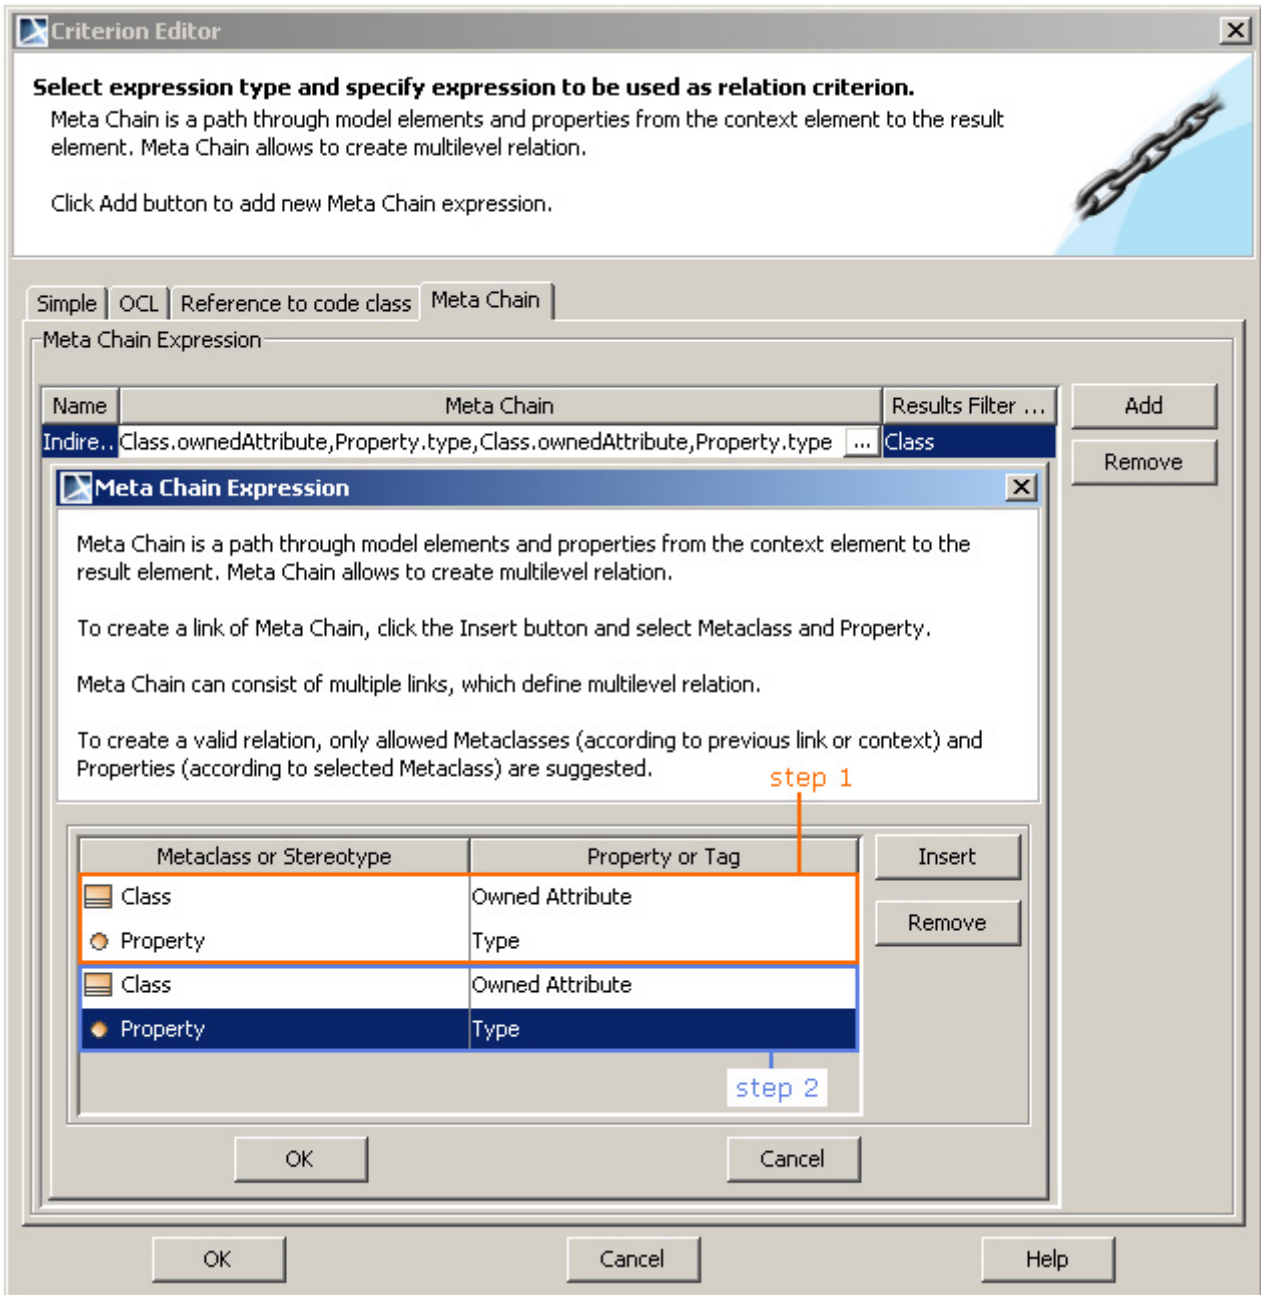 Criterion Editor
Select expression type and specify expression to be used as relation criterion.
Meta Chain is a path through model elements and properties from the context element to the result
element. Meta Chain allows to create multilevel relation.
Click Add button to add new Meta Chain expression.
Simple OCL Reference to code class Meta Chain
Meta Chain Expression
Name Meta Chain Results Filter ... Add
Indire.. Class.ownedAttribute,Property.type,Class.ownedAttribute,Property.type ... Class
Remove
Meta Chain Expression
Meta Chain is a path through model elements and properties from the context element to the
result element. Meta Chain allows to create multilevel relation.
To create a link of Meta Chain, click the Insert button and select Metaclass and Property.
Meta Chain can consist of multiple links, which define multilevel relation.
To create a valid relation, only allowed Metaclasses (according to previous link or context) and
Properties (according to selected Metaclass) are suggested.
step 1
Metaclass or Stereotype Property or Tag Insert
Class Owned Attribute
Remove
Property Type
Class Owned Attribute
Property Type
step 2
OK Cancel
OK Cancel Help